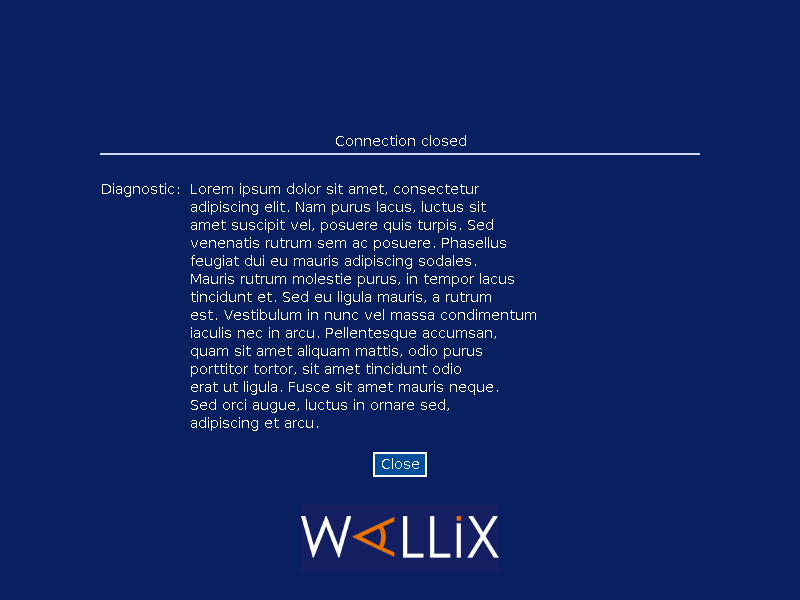 Connection closed
Diagnostic: Lorem ipsum dolor sit amet, consectetur
adipiscing elit. Nam purus lacus, luctus sit
amet suscipit vel, posuere quis turpis. Sed
venenatis rutrum sem ac posuere. Phasellus
feugiat dui eu mauris adipiscing sodales.
Mauris rutrum molestie purus, in tempor lacus
tincidunt et. Sed eu ligula mauris, a rutrum
est. Vestibulum in nunc vel massa condimentum
iaculis nec in arcu. Pellentesque accumsan,
quam sit amet aliquam mattis, odio purus
porttitor tortor, sit amet tincidunt odio
erat ut ligula. Fusce sit amet mauris neque.
Sed orci augue, luctus in ornare sed,
adipiscing et arcu.
Close
WALLiX